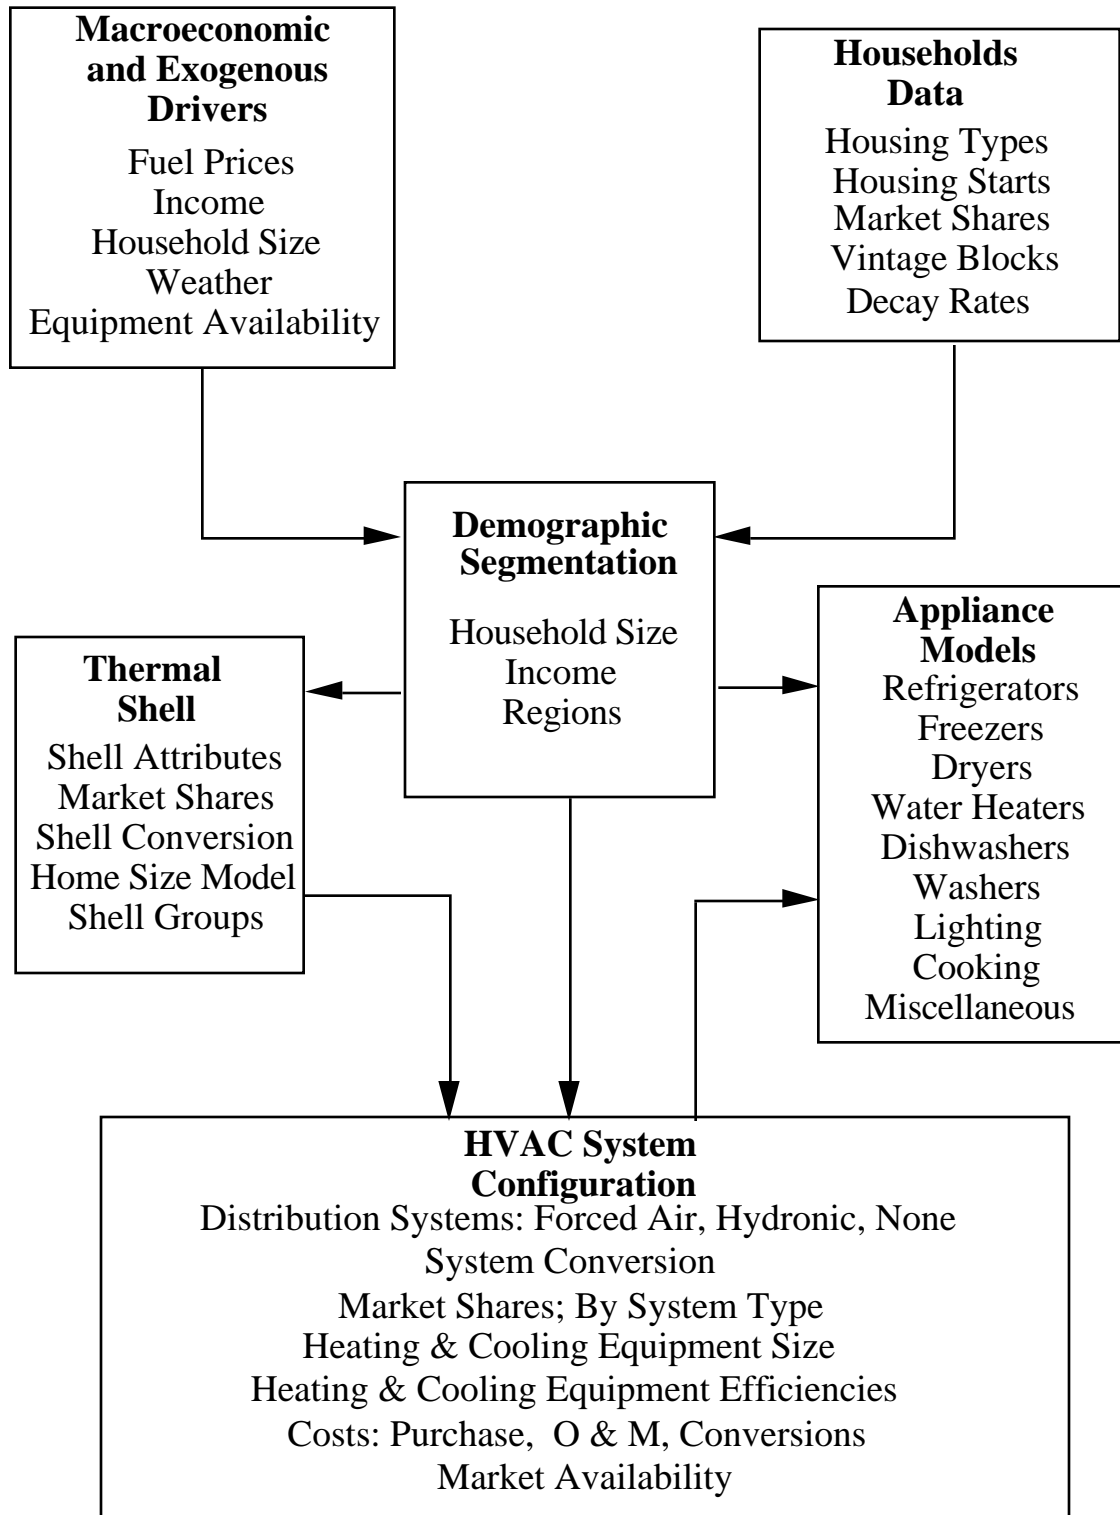 Macroeconomic
and Exogenous
Drivers
Fuel Prices
Income
Household Size
Weather
Equipment Availability
Households
Data
Housing Types
Housing Starts
Market Shares
Vintage Blocks
Decay Rates
Demographic
Segmentation
Household Size
Income
Regions
Thermal
Shell
Shell Attributes
Market Shares
Shell Conversion
Home Size Model
Shell Groups
Appliance
Models
Refrigerators
Freezers
Dryers
Water Heaters
Dishwashers
Washers
Lighting
Cooking
Miscellaneous
HVAC System
Configuration
Distribution Systems: Forced Air, Hydronic, None
System Conversion
Market Shares; By System Type
Heating & Cooling Equipment Size
Heating & Cooling Equipment Efficiencies
Costs: Purchase, O & M, Conversions
Market Availability